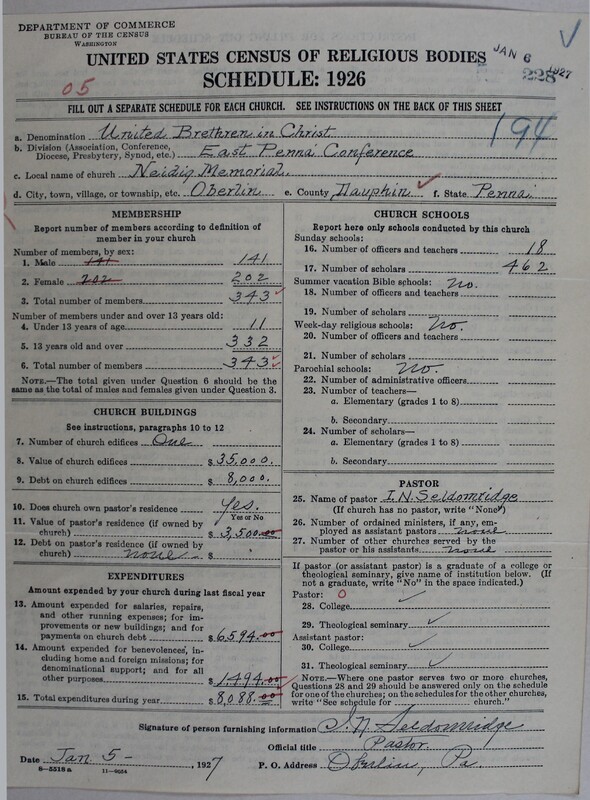 DEPARTMENT OF COMMERCE
BUREAU OF THE CENSUS
WASHINGTON
JAN 6 1927
228
UNITED STATES CENSUS OF RELIGIOUS BODIES
SCHEDULE: 1926
05
FILL OUT A SEPARATE SCHEDULE FOR EACH CHURCH. SEE INSTRUCTIONS ON THE BACK OF THIS SHEET
194
a. Denomination United Brethren in Christ
b. Division (Association, Conference, Diocese, Presbytery, Synod, etc.) East Penna Conference
c. Local name of church Neidig Memorial
d. City, town, village, or township, etc. Oberlin e. County Dauphin f. State Penna
MEMBERSHIP
Report number of members according to definition of
member in your church
Number of members, by sex:
1. Male 141 141
2. Female 202 202
3. Total number of members 343
Number of members under and over 13 years old:
4. Under 13 years of age 11
5. 13 years old and over 332
6. Total number of members 343
NOTE.—The total given under Question 6 should be
the same as the total of males and females given under Question 3.
CHURCH BUILDINGS
See instructions, paragraphs 10 to 12
7. Number of church edifices One
8. Value of church edifices $ 35,000.
9. Debt on church edifices $ 8,000.
10. Does church own pastor's residence Yes.
Yes or No
11. Value of pastor's residence (if owned by
church) $ 3,500.00
12. Debt on pastor's residence (if owned by
church) none $
EXPENDITURES
Amount expended by your church during last fiscal year
13. Amount expended for salaries, repairs,
and other running expenses; for im-
provements or new buildings; and for
payments on church debt $ 6,594.00
14. Amount expended for benevolences, in-
cluding home and foreign missions; for
denominational support; and for all
other purposes $ 1,494.00
15. Total expenditures during year $ 8,088.00
CHURCH SCHOOLS
Report here only schools conducted by this church
Sunday schools:
16. Number of officers and teachers 18
17. Number of scholars 462
Summer vacation Bible schools: no.
18. Number of officers and teachers
19. Number of scholars
Week-day religious schools: no.
20. Number of officers and teachers
21. Number of scholars
Parochial schools: no.
22. Number of administrative officers
23. Number of teachers—
a. Elementary (grades 1 to 8)
b. Secondary
24. Number of scholars—
a. Elementary (grades 1 to 8)
b. Secondary
PASTOR
25. Name of pastor I.N. Seldomridge
(If church has no pastor, write "None")
26. Number of ordained ministers, if any, em-
ployed as assistant pastors none
27. Number of other churches served by the
pastor or his assistants none
If pastor (or assistant pastor) is a graduate of a college or
theological seminary, give name of institution below. (If
not a graduate, write "No" in the space indicated.)
Pastor: 0
28. College
29. Theological seminary
Assistant pastor:
30. College
31. Theological seminary
NOTE.—Where one pastor serves two or more churches,
Questions 28 and 29 should be answered only on the schedule
for one of the churches; on the schedules for the other churches,
write "See schedule for church."
Signature of person furnishing information I. N. Seldomridge
Official title Pastor
Date Jan. 5 - , 1927 P. O. Address Oberlin, Pa.
8-5518a 11-9054